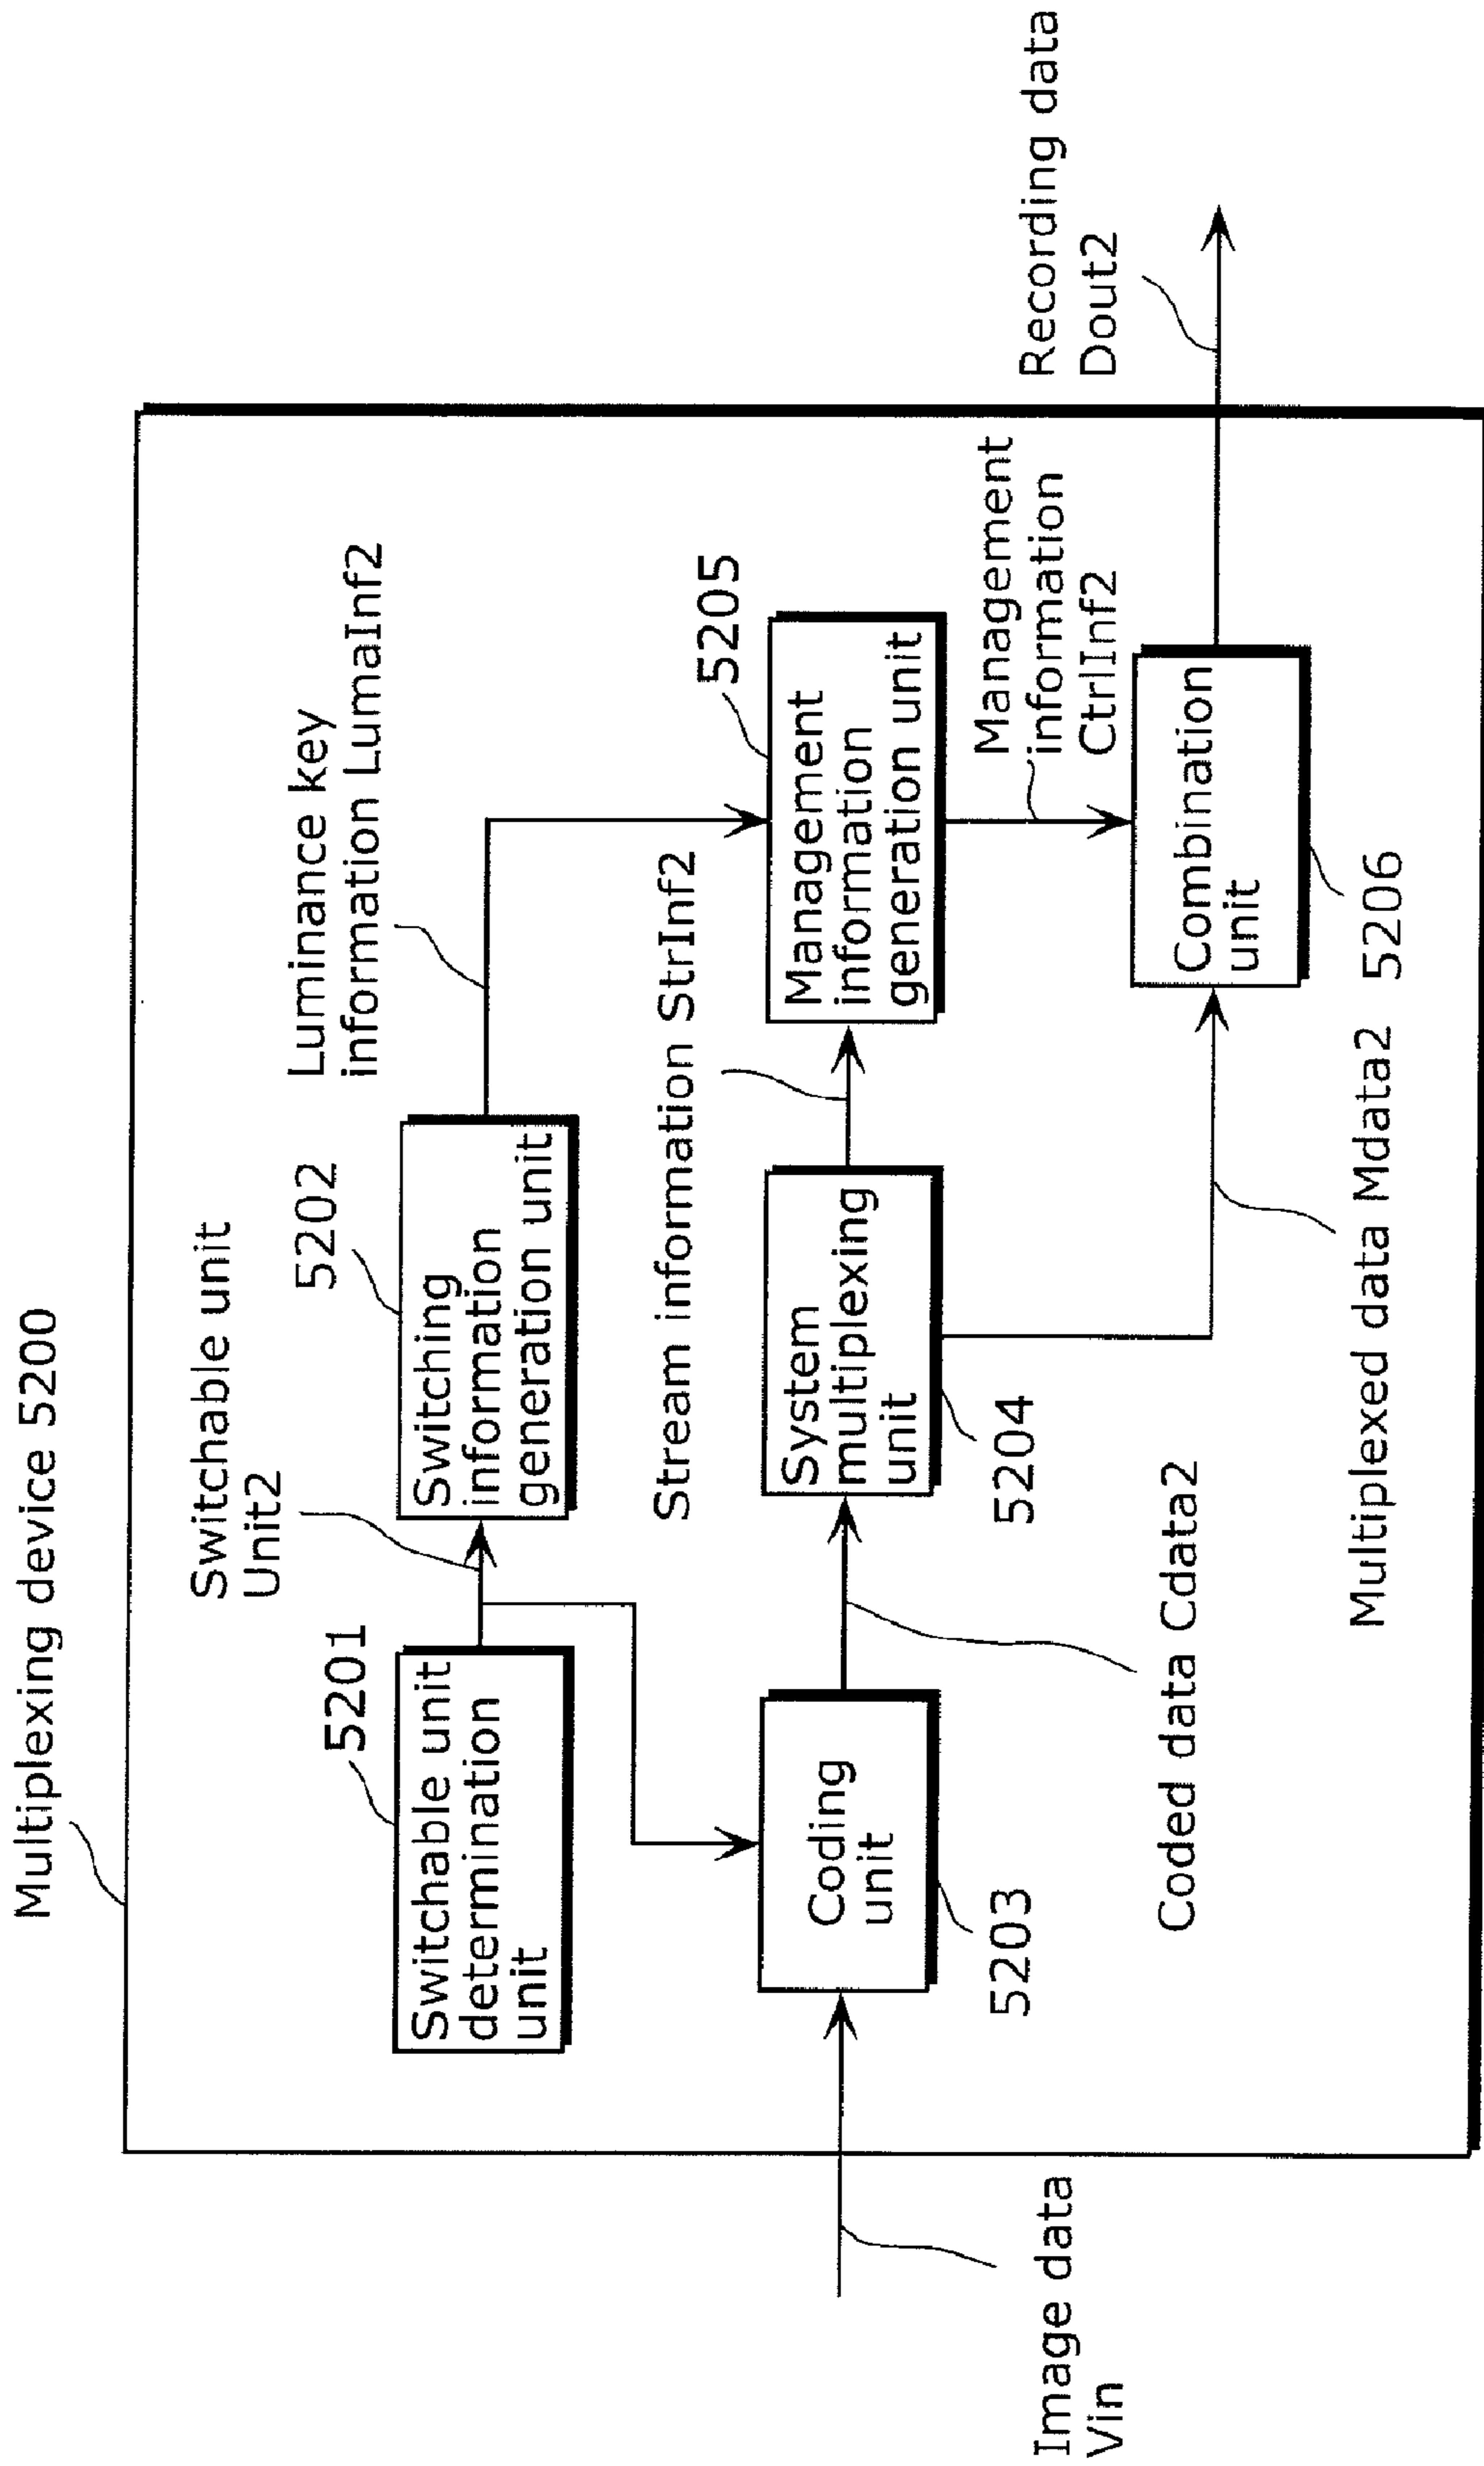 Multiplexing device 5200
Switchable unit
Unit2
Luminance key
information LumaInf2
5201
5202
Switchable unit
determination
unit
Switching
information
generation unit
Stream information StrInf2
5205
Coding
unit
System
multiplexing
unit
Management
information
generation unit
5203
5204
Management
information
CtrlInf2
Recording data
Dout2
Image data
Vin
Coded data Cdata2
Combination
unit
Multiplexed data Mdata2
5206